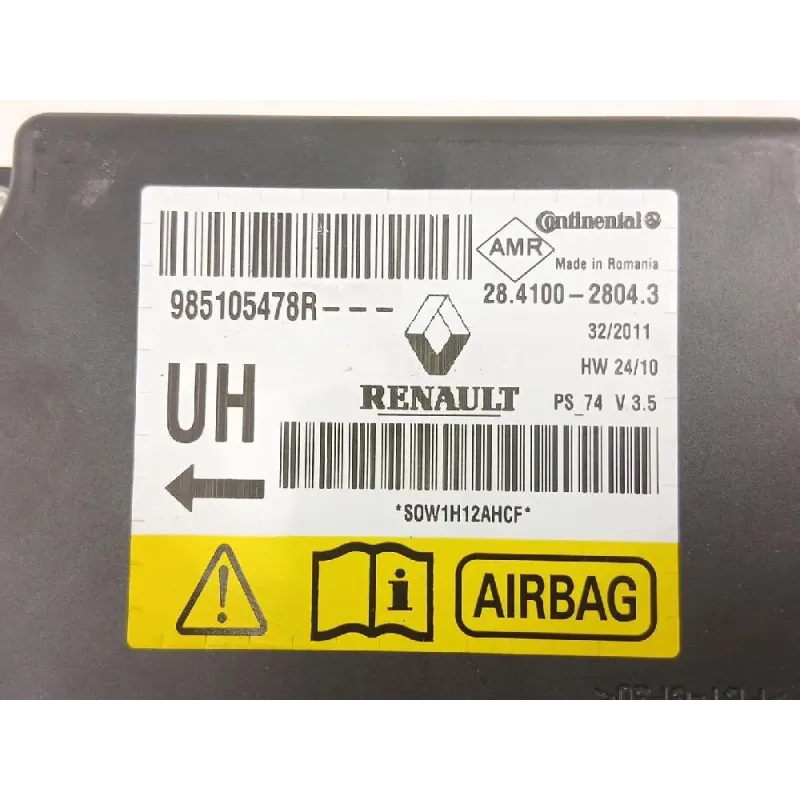 Continental
AMR
Made in Romania
985105478R---
28.4100-2804.3
32/2011
HW 24/10
RENAULT
PS_74 V 3.5
UH
*SOW1H12AHCF*
i
AIRBAG